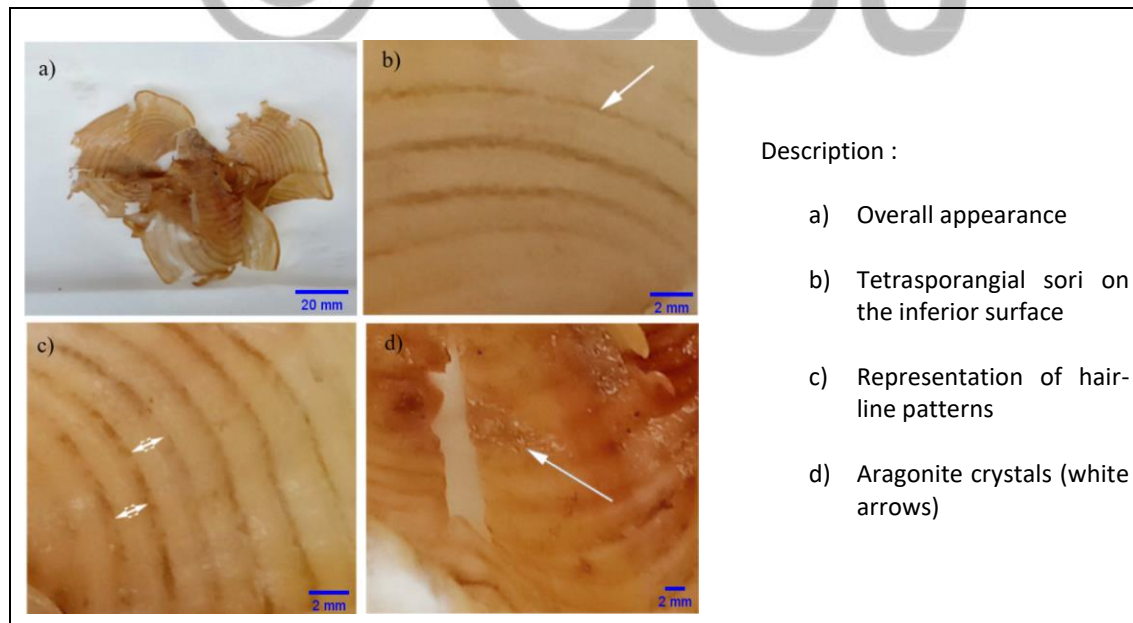 a)
b)
20 mm
2 mm
c)
d)
2 mm
2 mm
Description :
a) Overall appearance
b) Tetrasporangial sori on
the inferior surface
c) Representation of hair-
line patterns
d) Aragonite crystals (white
arrows)